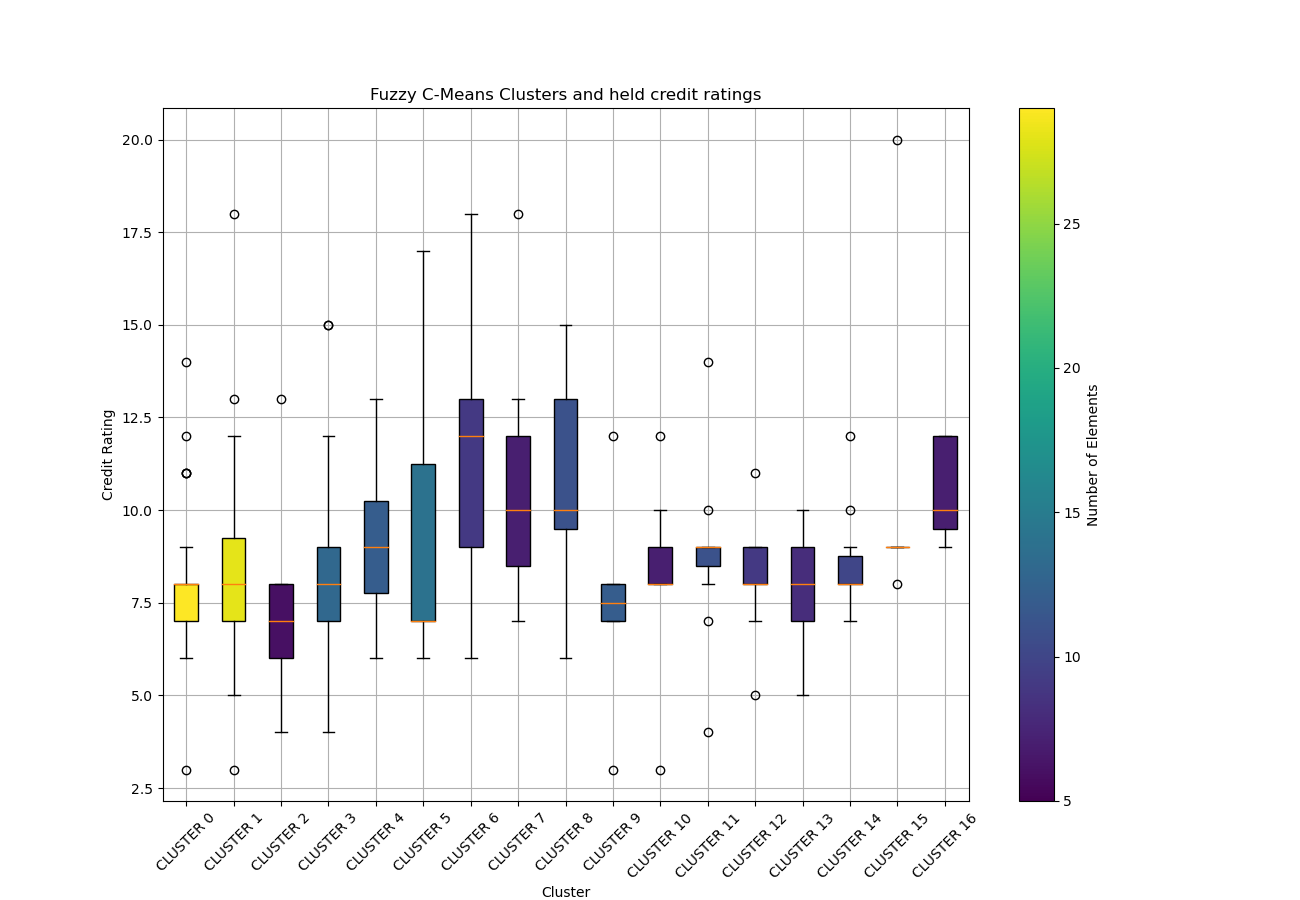 Fuzzy C-Means Clusters and held credit ratings
20.0
17.5
15.0
12.5
10.0
7.5
5.0
2.5
Credit Rating
CLUSTER 0
CLUSTER 1
CLUSTER 2
CLUSTER 3
CLUSTER 4
CLUSTER 5
CLUSTER 6
CLUSTER 7
CLUSTER 8
CLUSTER 9
CLUSTER 10
CLUSTER 11
CLUSTER 12
CLUSTER 13
CLUSTER 14
CLUSTER 15
CLUSTER 16
Cluster
25
20
15
10
5
Number of Elements